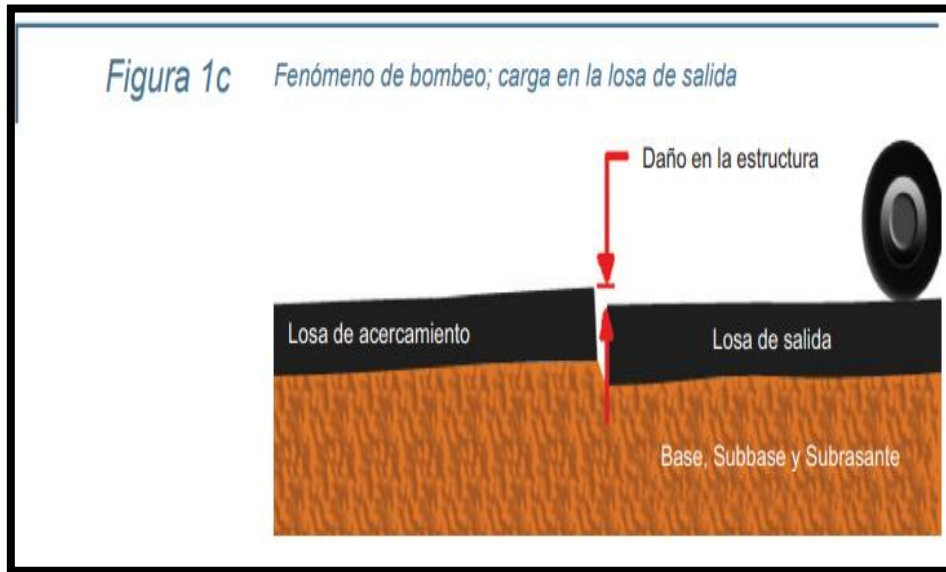 Figura 1c Fenómeno de bombeo; carga en la losa de salida
Daño en la estructura
Losa de acercamiento
Losa de salida
Base, Subbase y Subrasante